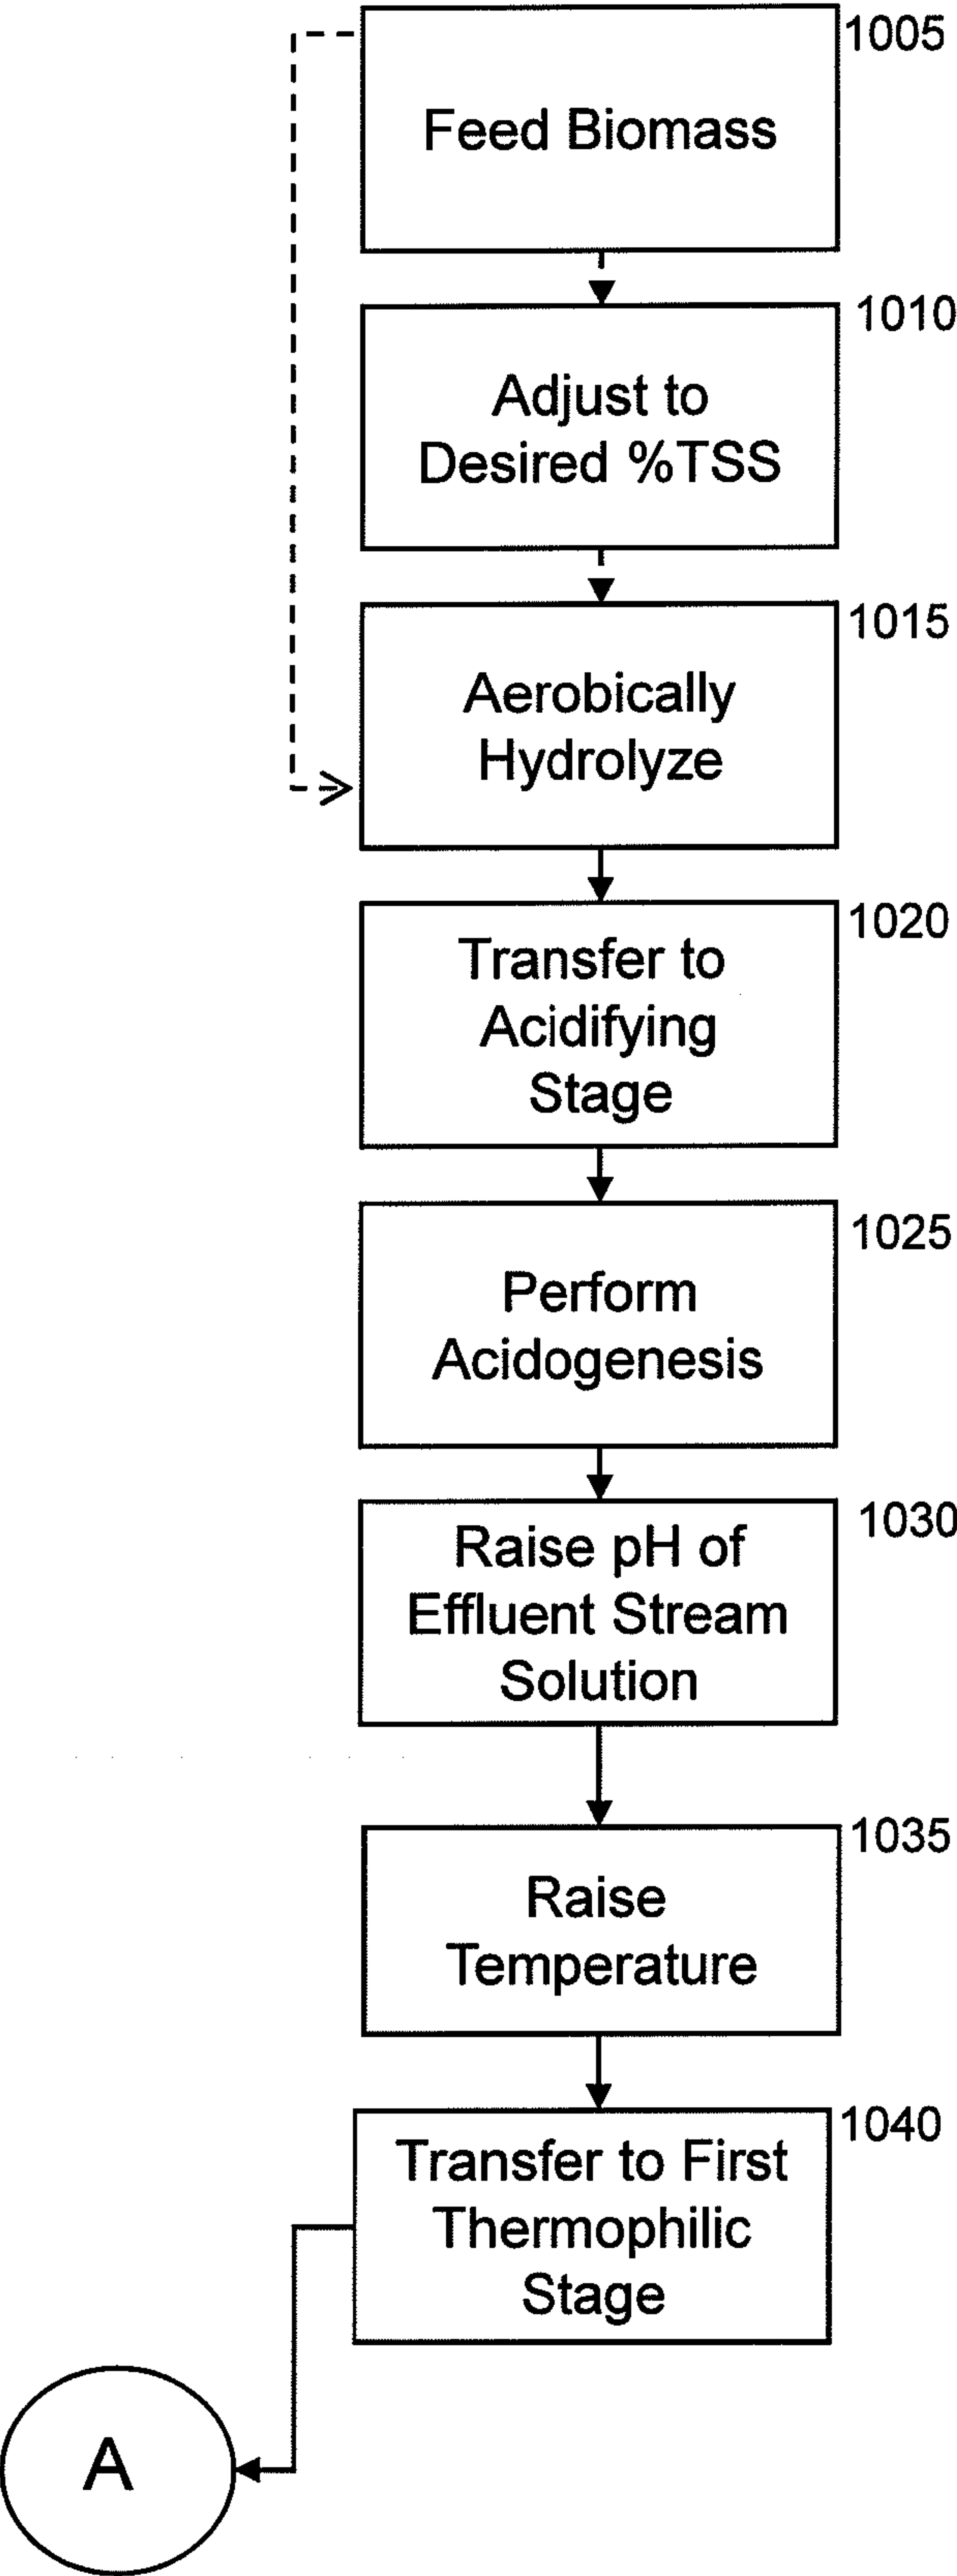 1005
Feed Biomass
1010
Adjust to
Desired %TSS
1015
Aerobically
Hydrolyze
1020
Transfer to
Acidifying
Stage
1025
Perform
Acidogenesis
1030
Raise pH of
Effluent Stream
Solution
1035
Raise
Temperature
1040
Transfer to First
Thermophilic
Stage
A